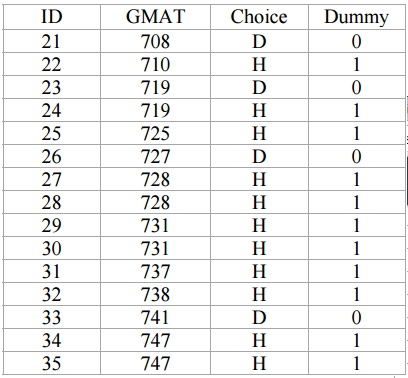 ID GMAT Choice Dummy
21 708 D 0
22 710 H 1
23 719 D 0
24 719 H 1
25 725 H 1
26 727 D 0
27 728 H 1
28 728 H 1
29 731 H 1
30 731 H 1
31 737 H 1
32 738 H 1
33 741 D 0
34 747 H 1
35 747 H 1